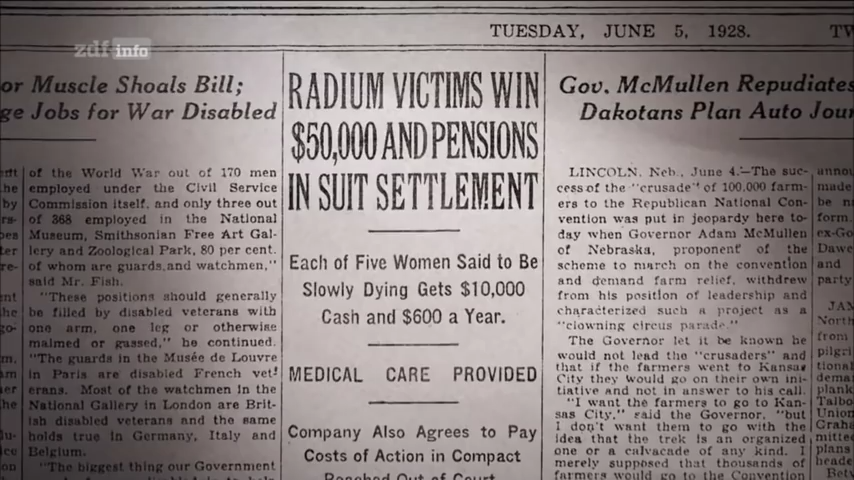 zdf info
TUESDAY, JUNE 5, 1928.
or Muscle Shoals Bill;
ge Jobs for War Disabled
of the World War out of 170 men
employed under the Civil Service
Commission itself, and only three out
of 368 employed in the National
Museum, Smithsonian Free Art Gal-
lery and Zoological Park, 80 per cent.
of whom are guards and watchmen,"
said Mr. Fish.
"These positions should generally
be filled by disabled veterans with
one arm, one leg or otherwise
maimed or gassed," he continued.
"The guards in the Musée de Louvre
in Paris are disabled French vet-
erans. Most of the watchmen in the
National Gallery in London are Brit-
ish disabled veterans and the same
holds true in Germany, Italy and
Belgium.
"The biggest thing our Government
RADIUM VICTIMS WIN
$50,000 AND PENSIONS
IN SUIT SETTLEMENT
Each of Five Women Said to Be
Slowly Dying Gets $10,000
Cash and $600 a Year.
MEDICAL CARE PROVIDED
Company Also Agrees to Pay
Costs of Action in Compact
Reached Out of Court
Gov. McMullen Repudiates
Dakotans Plan Auto Jour
LINCOLN, Neb., June 4.—The suc-
cess of the "crusade" of 100,000 farm-
ers to the Republican National Con-
vention was put in jeopardy here to-
day when Governor Adam McMullen
of Nebraska, proponent of the
scheme to march on the convention
and demand farm relief, withdrew
from his position of leadership and
characterized such a project as a
"clowning circus parade."
The Governor let it be known he
would not lead the "crusaders" and
that if the farmers went to Kansas
City they would go on their own ini-
tiative and not in answer to his call.
"I want the farmers to go to Kan-
sas City," said the Governor, "but
I don't want them to go with the
idea that the trek is an organized
one or a calvacade of any kind. I
merely supposed that thousands of
farmers would go to the Convention